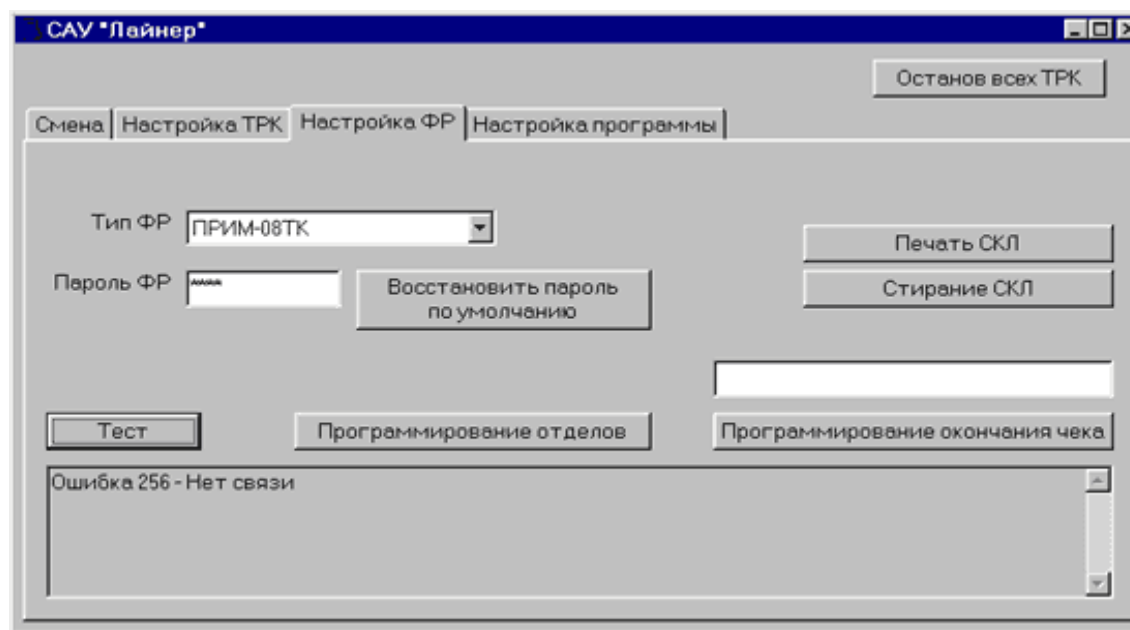 САУ "Лайнер"
Останов всех ТРК
Смена Настройка ТРК Настройка ФР Настройка программы
Тип ФР ПРИМ-08ТК
Печать СКЛ
Пароль ФР ****
Восстановить пароль
по умолчанию
Стирание СКЛ
Тест Программирование отделов Программирование окончания чека
Ошибка 256 - Нет связи